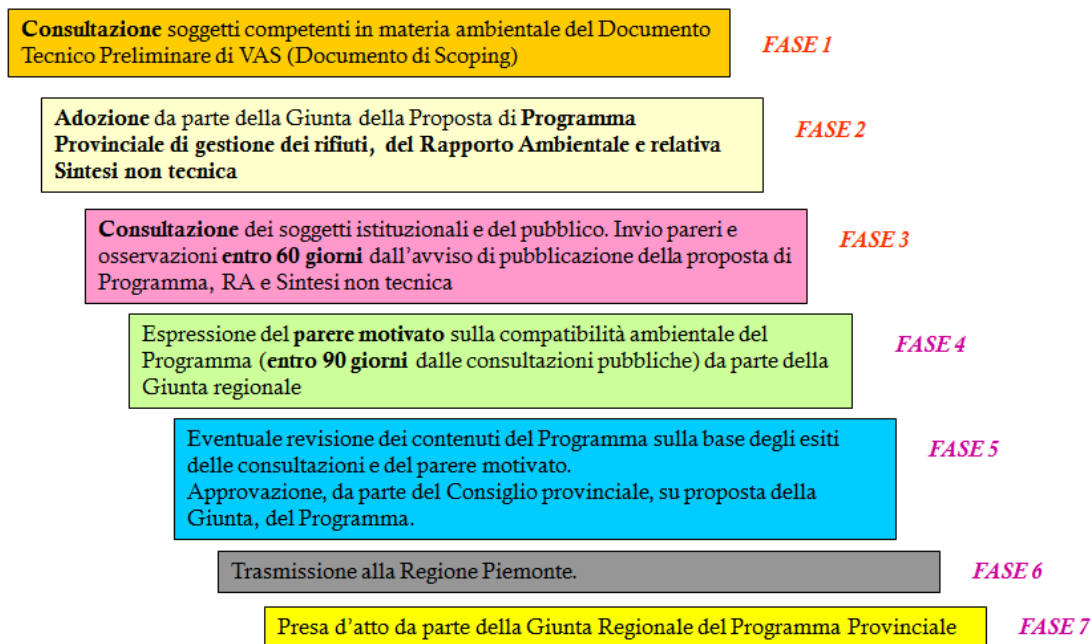 Consultazione soggetti competenti in materia ambientale del Documento
Tecnico Preliminare di VAS (Documento di Scoping)
FASE 1
Adozione da parte della Giunta della Proposta di Programma
Provinciale di gestione dei rifiuti, del Rapporto Ambientale e relativa
Sintesi non tecnica
FASE 2
Consultazione dei soggetti istituzionali e del pubblico. Invio pareri e
osservazioni entro 60 giorni dall'avviso di pubblicazione della proposta di
Programma, RA e Sintesi non tecnica
FASE 3
Espressione del parere motivato sulla compatibilità ambientale del
Programma (entro 90 giorni dalle consultazioni pubbliche) da parte della
Giunta regionale
FASE 4
Eventuale revisione dei contenuti del Programma sulla base degli esiti
delle consultazioni e del parere motivato.
Approvazione, da parte del Consiglio provinciale, su proposta della
Giunta, del Programma.
FASE 5
Trasmissione alla Regione Piemonte.
FASE 6
Presa d'atto da parte della Giunta Regionale del Programma Provinciale
FASE 7